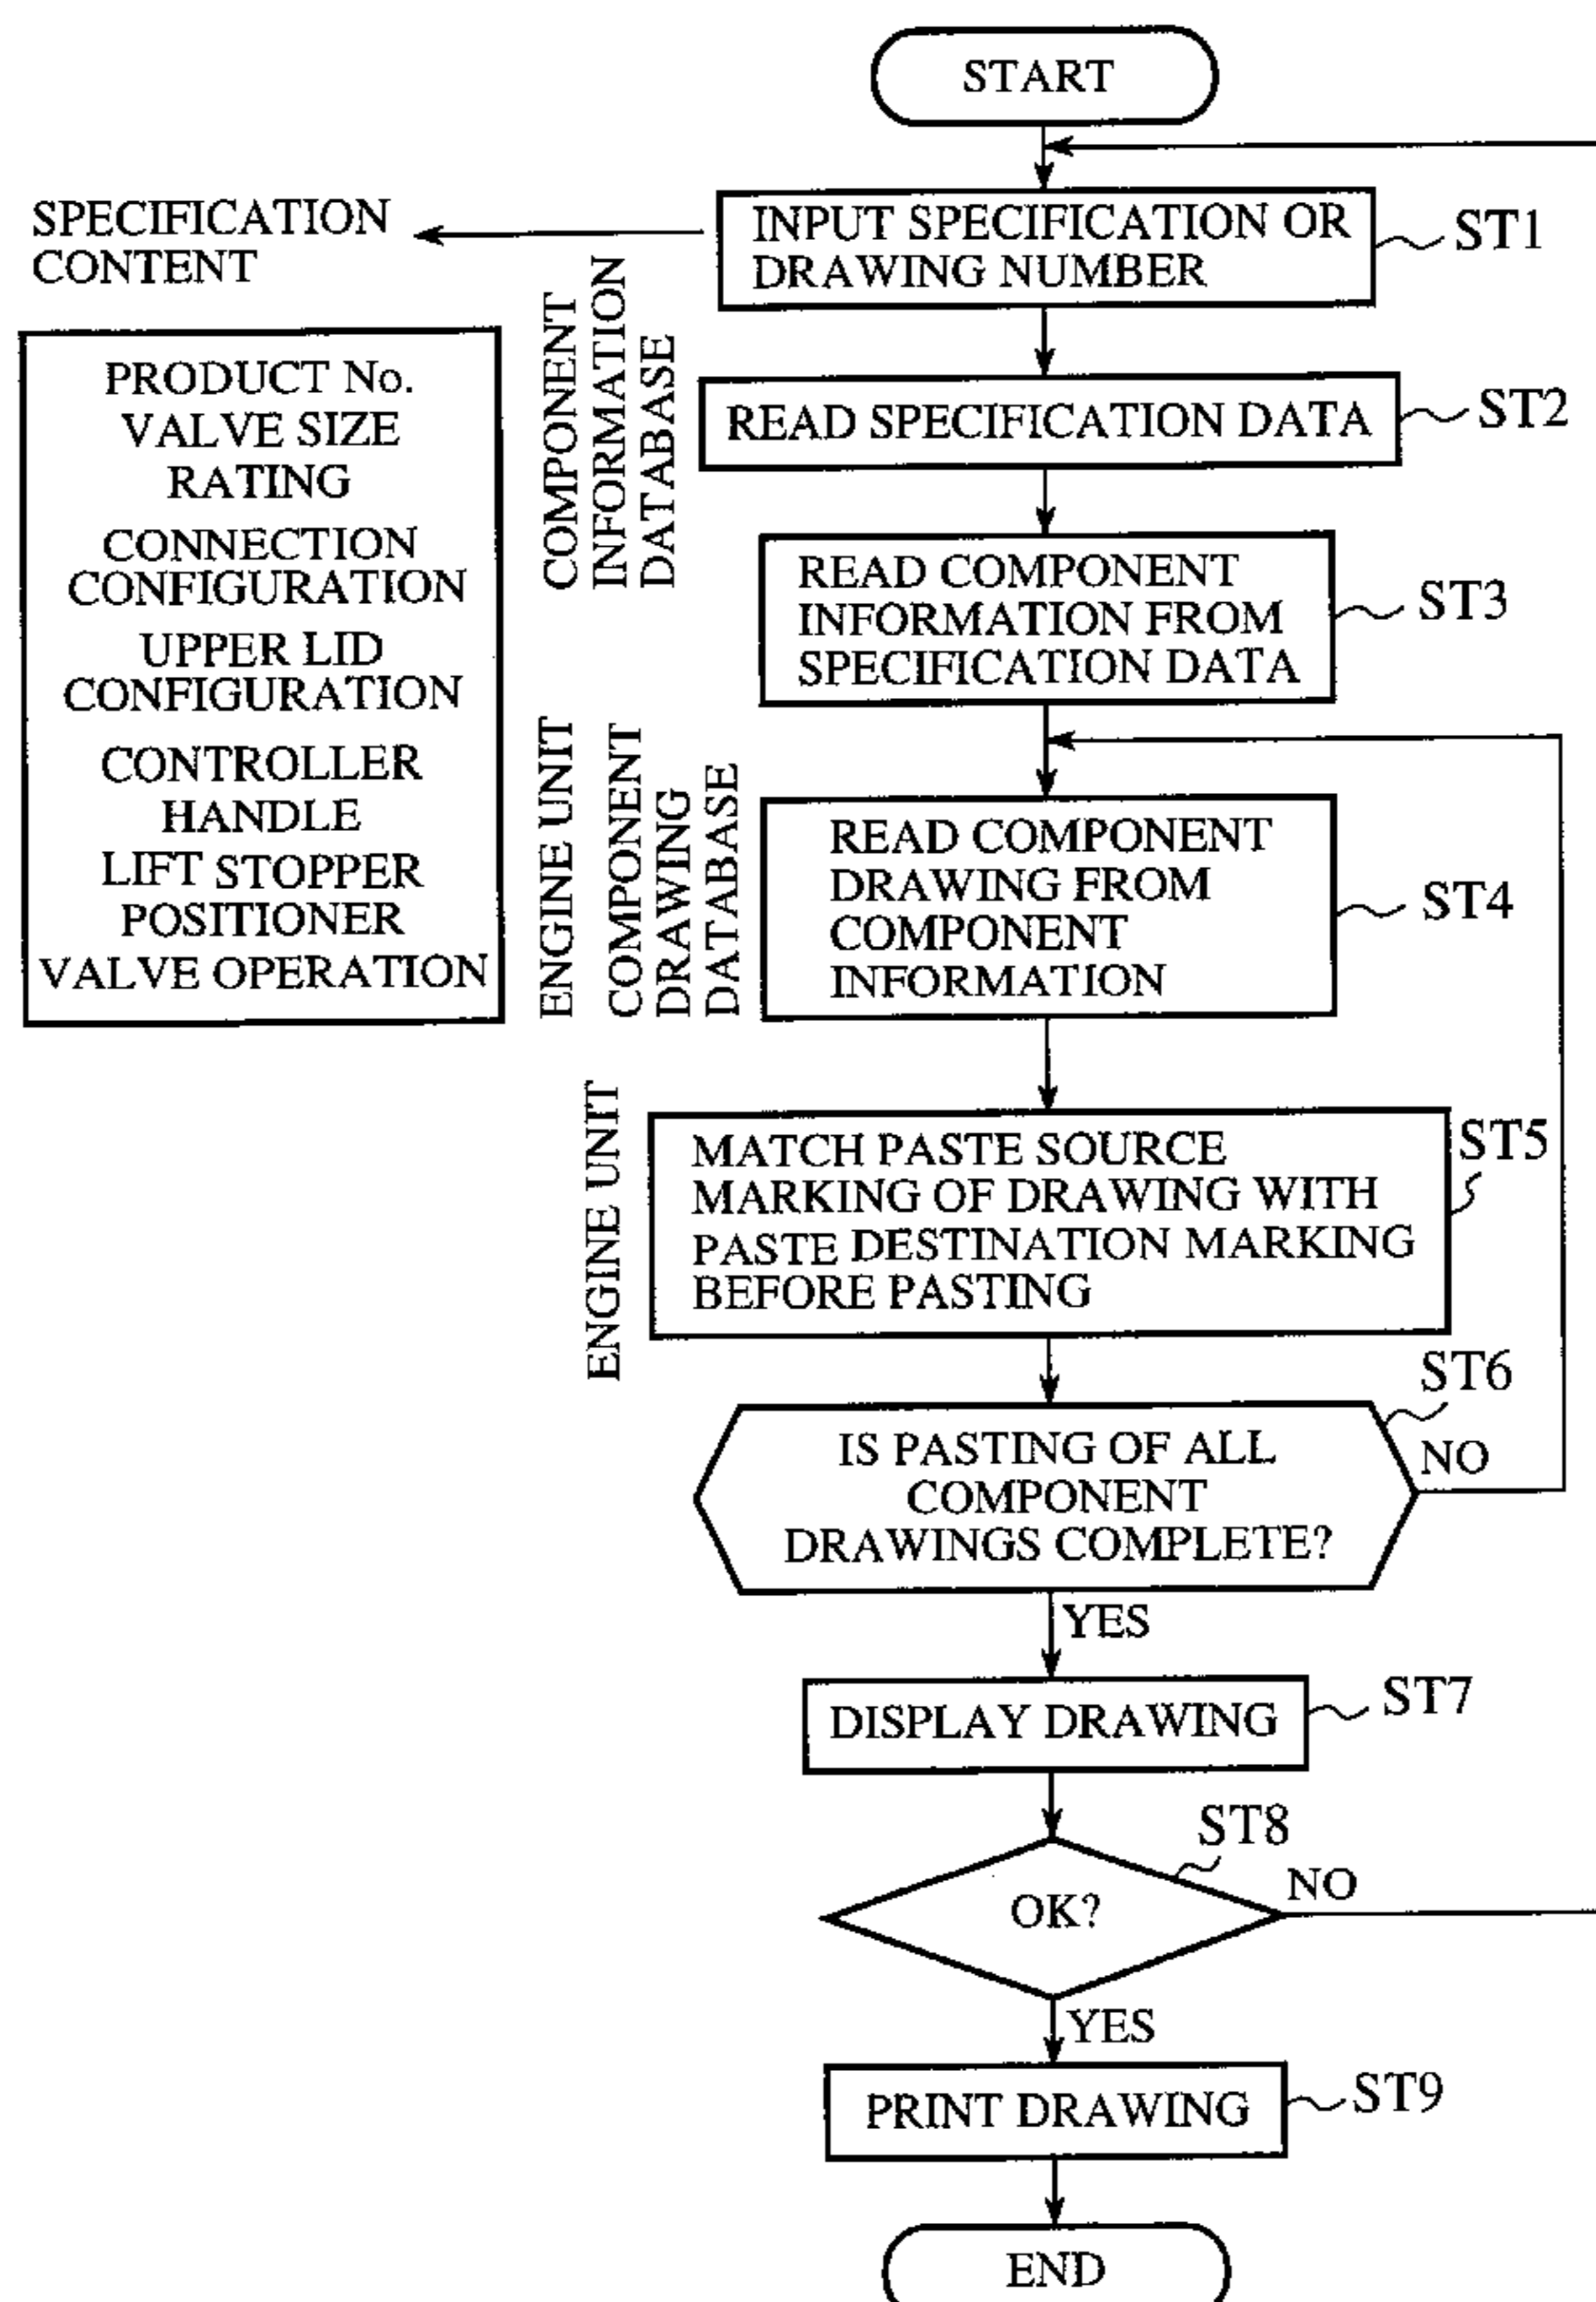 START
INPUT SPECIFICATION OR
DRAWING NUMBER
ST1
SPECIFICATION
CONTENT
PRODUCT No.
VALVE SIZE
RATING
CONNECTION
CONFIGURATION
UPPER LID
CONFIGURATION
CONTROLLER
HANDLE
LIFT STOPPER
POSITIONER
VALVE OPERATION
COMPONENT
INFORMATION
DATABASE
READ SPECIFICATION DATA
ST2
READ COMPONENT
INFORMATION FROM
SPECIFICATION DATA
ST3
ENGINE UNIT
COMPONENT
DRAWING
DATABASE
READ COMPONENT
DRAWING FROM
COMPONENT
INFORMATION
ST4
ENGINE UNIT
MATCH PASTE SOURCE
MARKING OF DRAWING WITH
PASTE DESTINATION MARKING
BEFORE PASTING
ST5
IS PASTING OF ALL
COMPONENT
DRAWINGS COMPLETE?
ST6
NO
YES
DISPLAY DRAWING
ST7
OK?
ST8
NO
YES
PRINT DRAWING
ST9
END